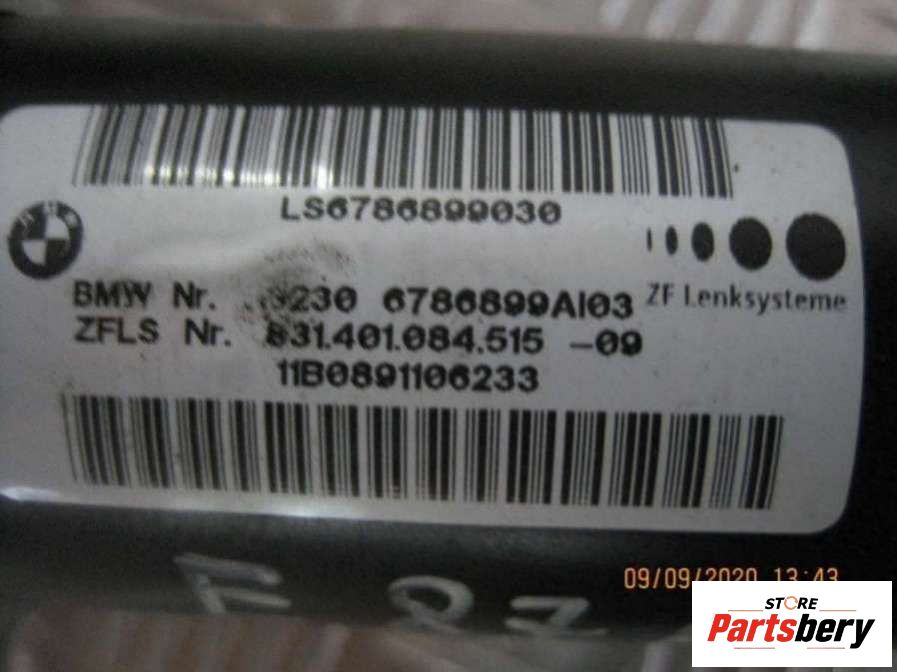 LS6786899030
BMW Nr. 3230 6786899AI03
ZF Lenksysteme
ZFLS Nr. 831.401.084.515 -09
11B0891106233
09/09/2020 13:43
STORE
Partsbery